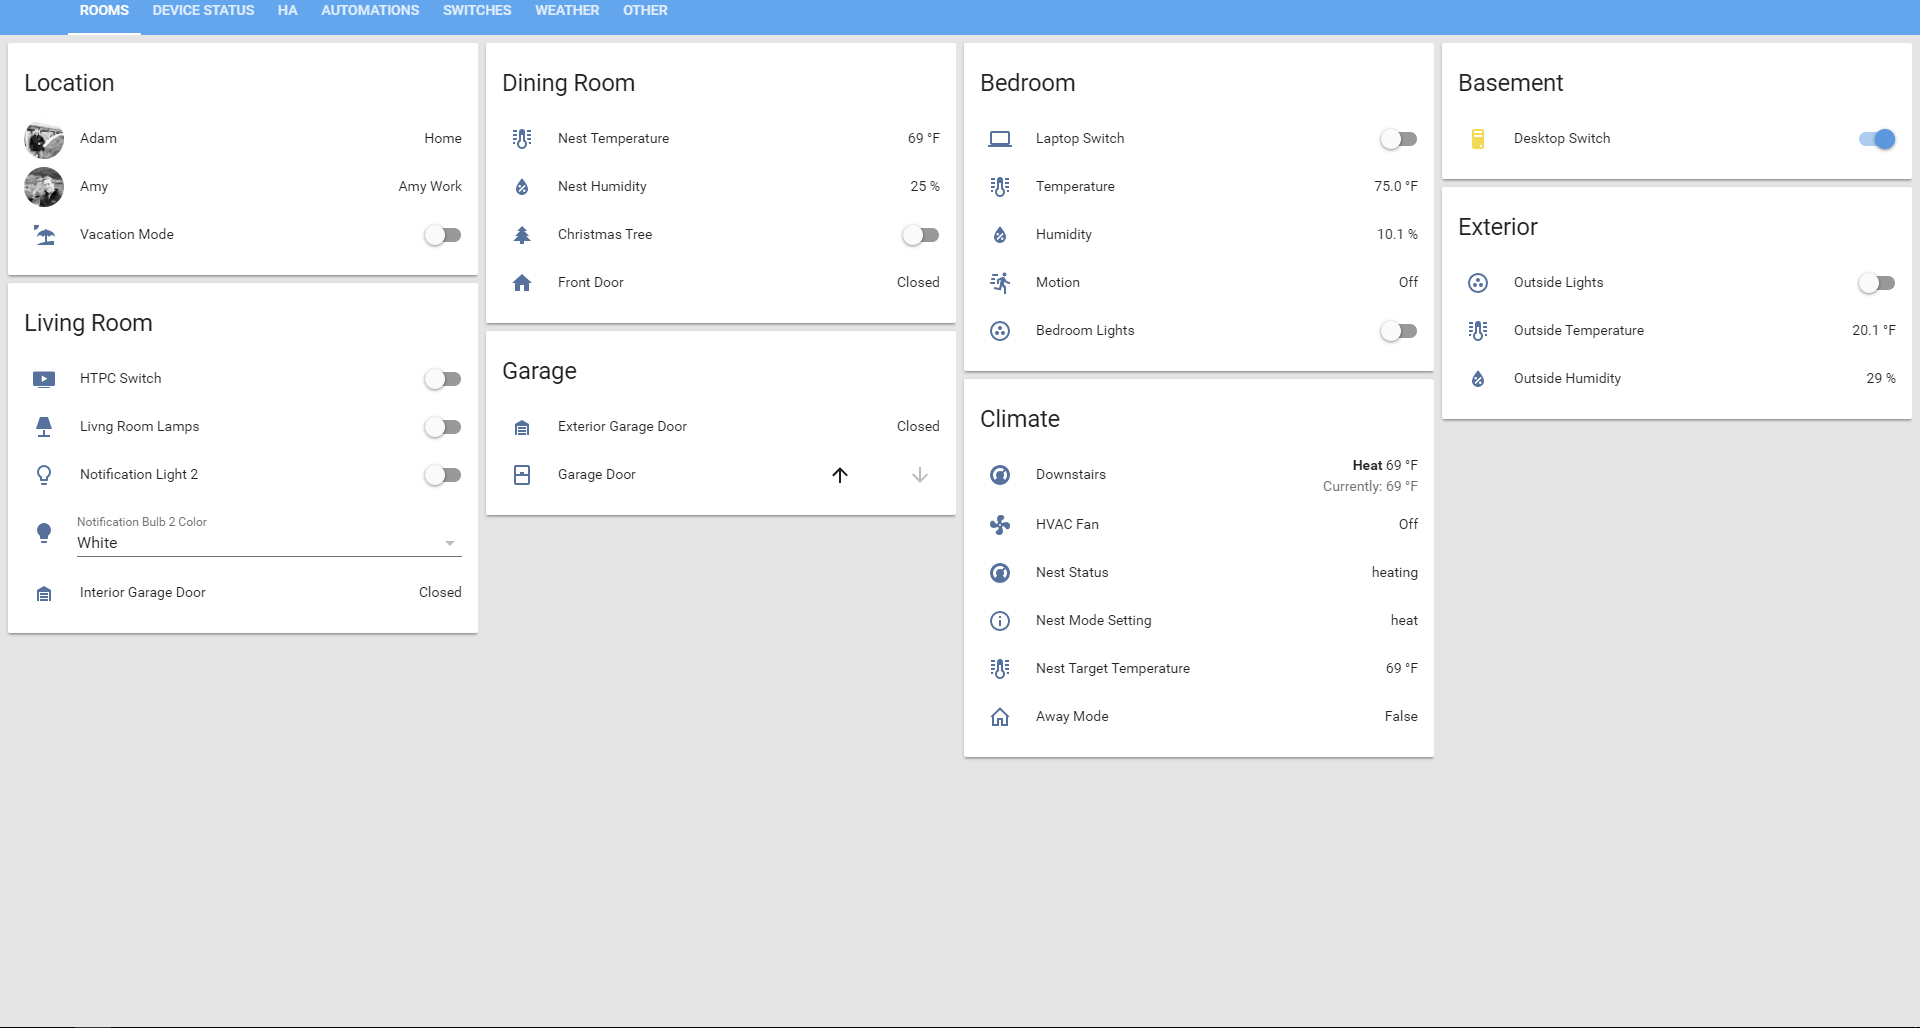 ROOMS DEVICE STATUS HA AUTOMATIONS SWITCHES WEATHER OTHER
Location
Adam Home
Amy Amy Work
Vacation Mode
Living Room
HTPC Switch
Livng Room Lamps
Notification Light 2
Notification Bulb 2 Color
White
Interior Garage Door Closed
Dining Room
Nest Temperature 69 °F
Nest Humidity 25 %
Christmas Tree
Front Door Closed
Garage
Exterior Garage Door Closed
Garage Door
Bedroom
Laptop Switch
Temperature 75.0 °F
Humidity 10.1 %
Motion Off
Bedroom Lights
Climate
Downstairs Heat 69 °F
Currently: 69 °F
HVAC Fan Off
Nest Status heating
Nest Mode Setting heat
Nest Target Temperature 69 °F
Away Mode False
Basement
Desktop Switch
Exterior
Outside Lights
Outside Temperature 20.1 °F
Outside Humidity 29 %